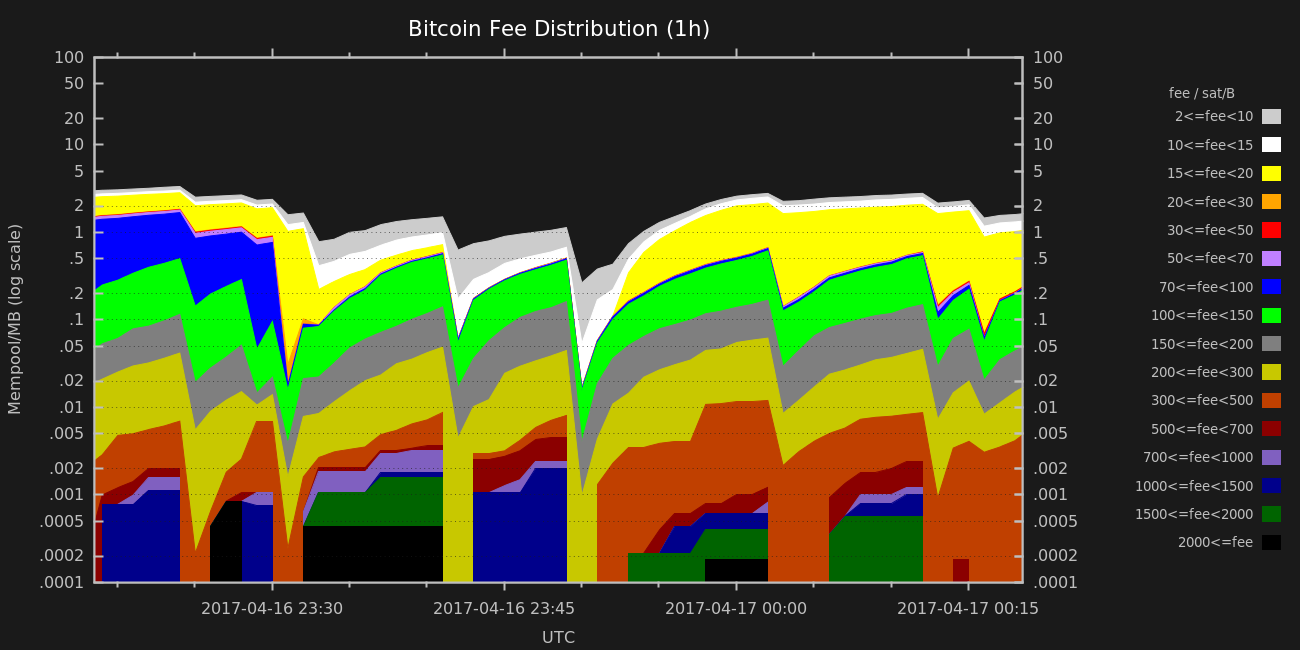 Bitcoin Fee Distribution (1h)
100 100
50 50
20 20
10 10
5 5
2 2
1 1
.5 .5
.2 .2
.1 .1
.05 .05
.02 .02
.01 .01
.005 .005
.002 .002
.001 .001
.0005 .0005
.0002 .0002
.0001 .0001
Mempool/MB (log scale)
2017-04-16 23:30 2017-04-16 23:45 2017-04-17 00:00 2017-04-17 00:15
UTC
fee / sat/B
2<=fee<10
10<=fee<15
15<=fee<20
20<=fee<30
30<=fee<50
50<=fee<70
70<=fee<100
100<=fee<150
150<=fee<200
200<=fee<300
300<=fee<500
500<=fee<700
700<=fee<1000
1000<=fee<1500
1500<=fee<2000
2000<=fee